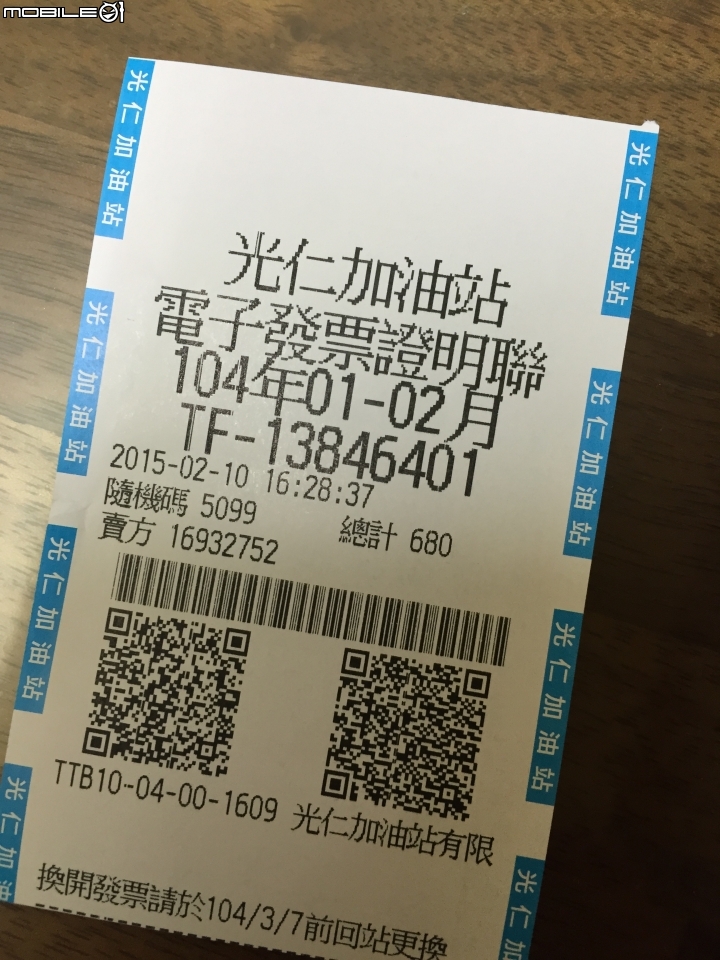 MOBILE01
光仁加油站
電子發票證明聯
104年01-02月
TF-13846401
2015-02-10 16:28:37
隨機碼 5099 總計 680
賣方 16932752
TTB10-04-00-1609 光仁加油站有限
換開發票請於104/3/7前回站更換
光仁加油站
光仁加油站
光仁加油站
光仁加
光仁加油站
光仁加油站
光仁加油站
光仁加